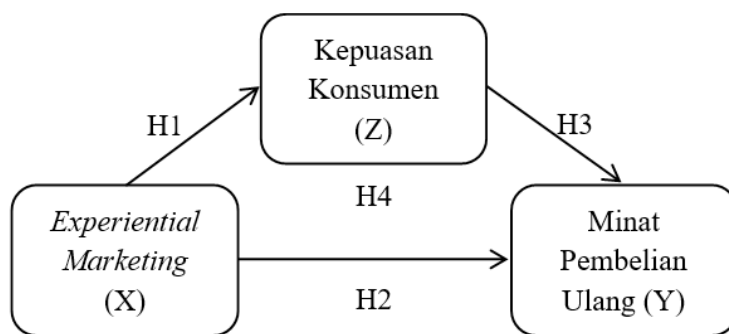 Kepuasan
Konsumen
(Z)
H1
H3
H4
Experiential
Marketing
(X)
Minat
Pembelian
Ulang (Y)
H2